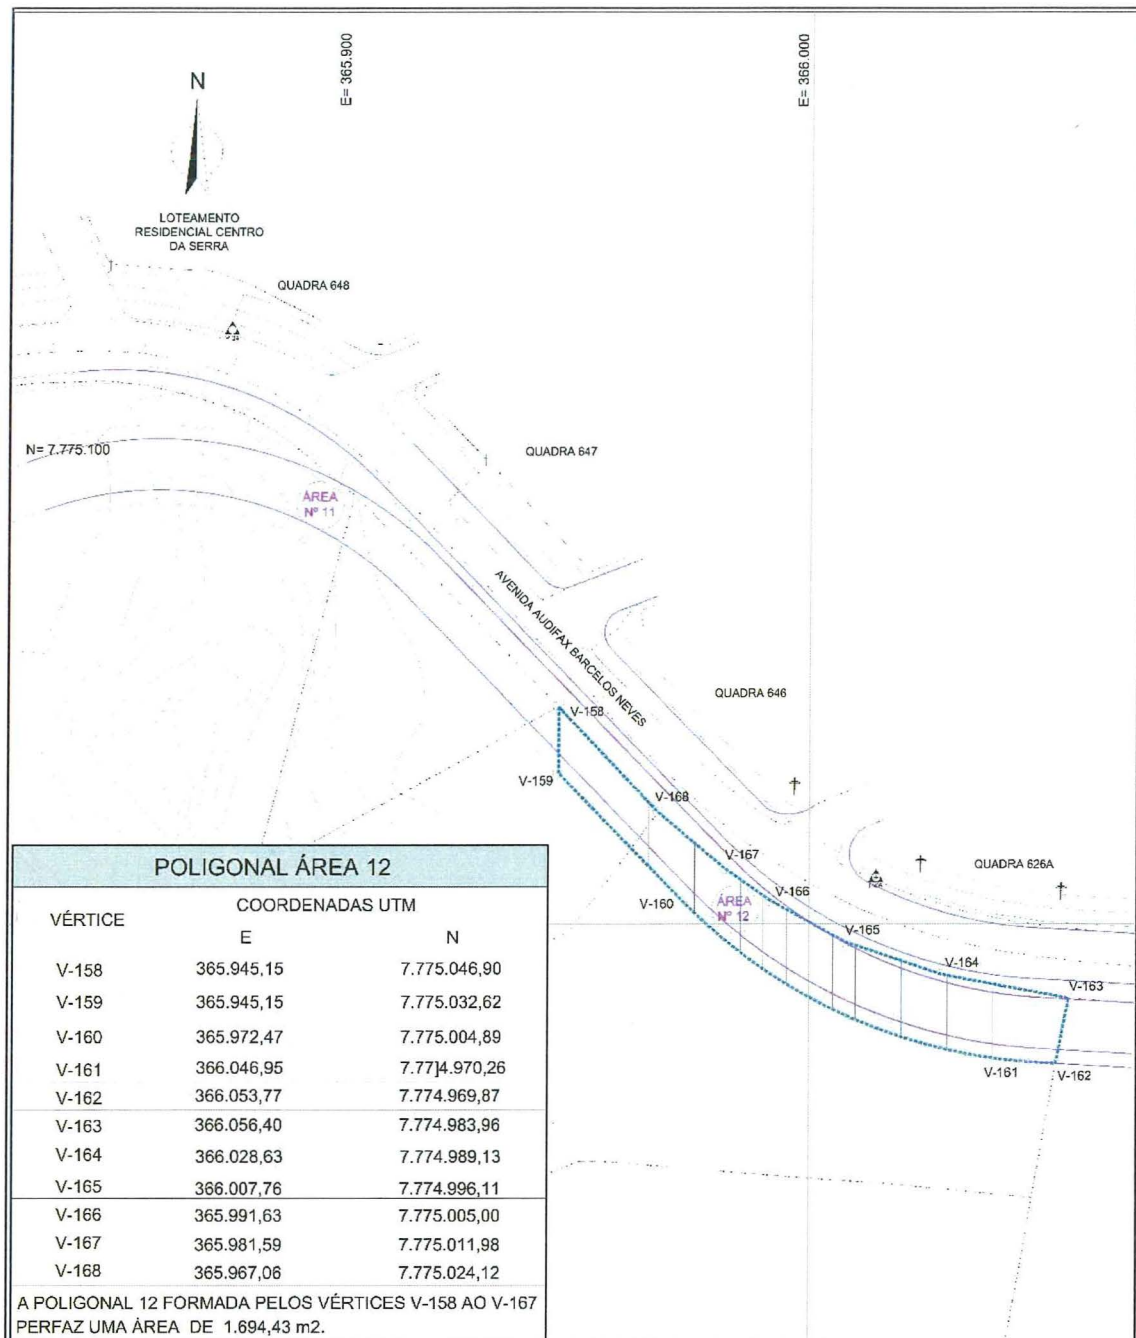 E= 365.900
E= 366.000
N
LOTEAMENTO
RESIDENCIAL CENTRO
DA SERRA
QUADRA 648
N= 7.775.100
QUADRA 647
ÁREA
Nº 11
AVENIDA AUDIFAX BARCELOS NEVES
QUADRA 646
V-158
V-159
V-168
V-167
QUADRA 626A
V-166
V-160
ÁREA
Nº 12
V-165
V-164
V-163
V-161
V-162
POLIGONAL ÁREA 12
VÉRTICE COORDENADAS UTM
E N
V-158 365.945,15 7.775.046,90
V-159 365.945,15 7.775.032,62
V-160 365.972,47 7.775.004,89
V-161 366.046,95 7.77]4.970,26
V-162 366.053,77 7.774.969,87
V-163 366.056,40 7.774.983,96
V-164 366.028,63 7.774.989,13
V-165 366.007,76 7.774.996,11
V-166 365.991,63 7.775.005,00
V-167 365.981,59 7.775.011,98
V-168 365.967,06 7.775.024,12
A POLIGONAL 12 FORMADA PELOS VÉRTICES V-158 AO V-167
PERFAZ UMA ÁREA DE 1.694,43 m2.